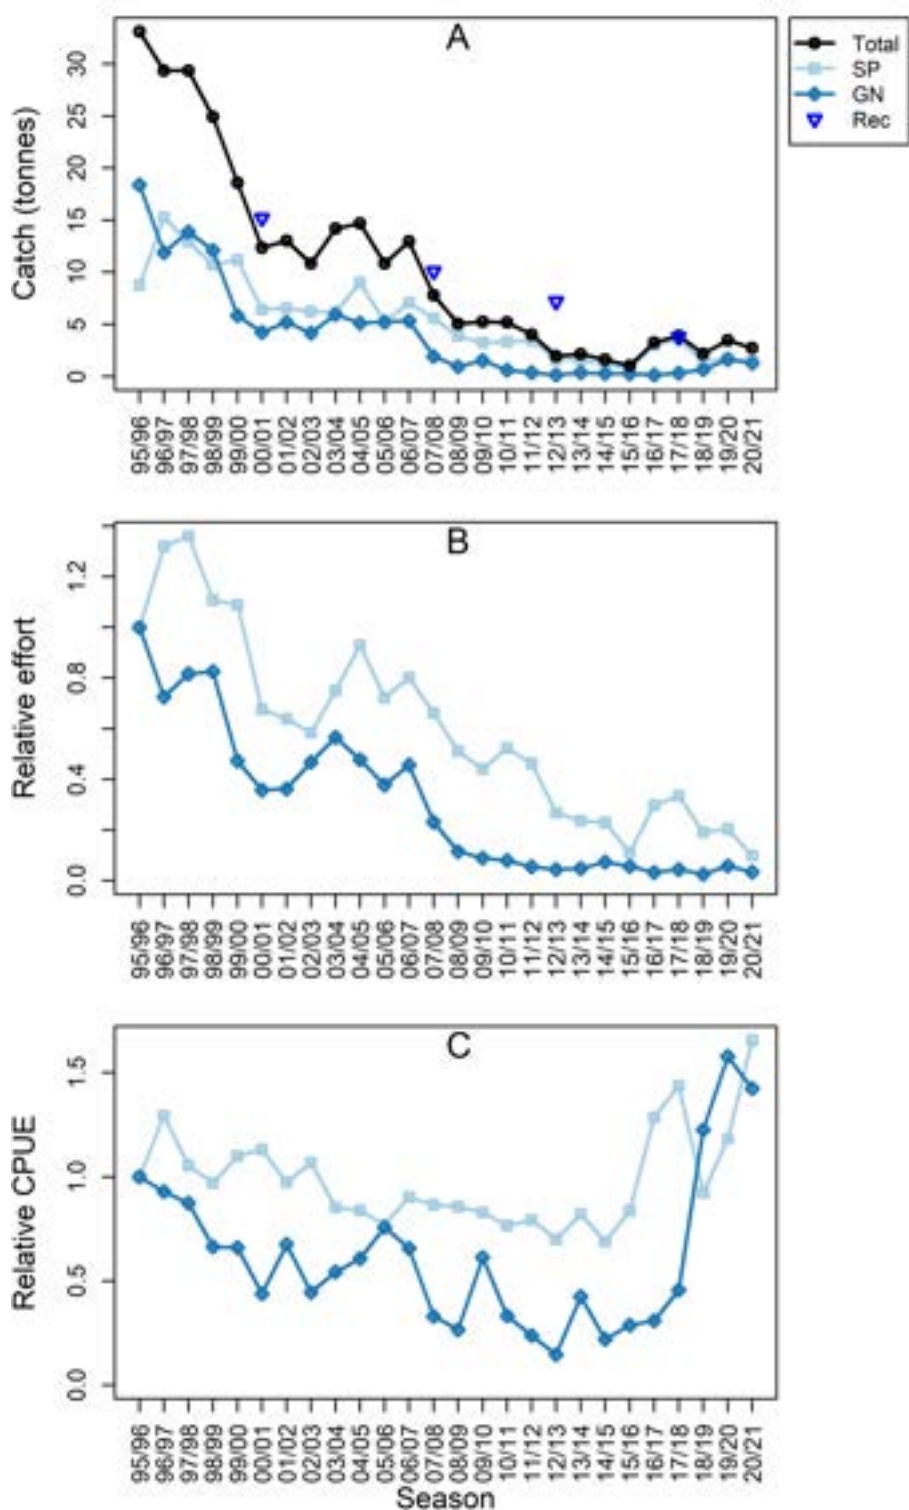 A
Total
SP
GN
Rec
Catch (tonnes)
30
25
20
15
10
5
0
95/96 96/97 97/98 98/99 99/00 00/01 01/02 02/03 03/04 04/05 05/06 06/07 07/08 08/09 09/10 10/11 11/12 12/13 13/14 14/15 15/16 16/17 17/18 18/19 19/20 20/21
B
Relative effort
1.2
0.8
0.4
0.0
95/96 96/97 97/98 98/99 99/00 00/01 01/02 02/03 03/04 04/05 05/06 06/07 07/08 08/09 09/10 10/11 11/12 12/13 13/14 14/15 15/16 16/17 17/18 18/19 19/20 20/21
C
Relative CPUE
1.5
1.0
0.5
0.0
95/96 96/97 97/98 98/99 99/00 00/01 01/02 02/03 03/04 04/05 05/06 06/07 07/08 08/09 09/10 10/11 11/12 12/13 13/14 14/15 15/16 16/17 17/18 18/19 19/20 20/21
Season